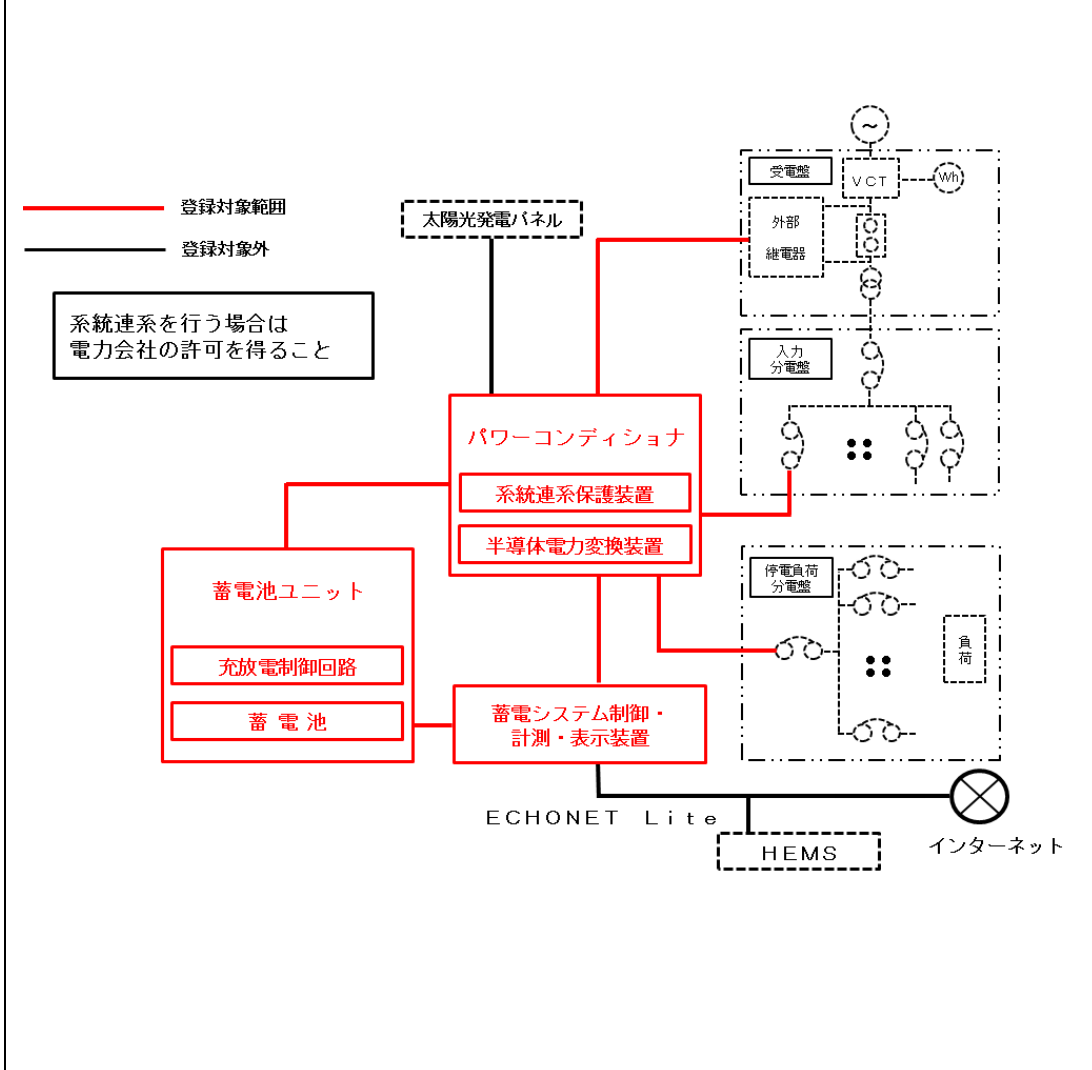 ～
受電盤
ＶＣＴ
Wh
登録対象範囲
太陽光発電パネル
外部
継電器
登録対象外
系統連系を行う場合は
電力会社の許可を得ること
入力
分電盤
パワーコンディショナ
系統連系保護装置
半導体電力変換装置
停電負荷
分電盤
蓄電池ユニット
負
荷
充放電制御回路
蓄 電 池
蓄電システム制御・
計測・表示装置
ＥＣＨＯＮＥＴ　Ｌｉｔｅ
ＨＥＭＳ
インターネット